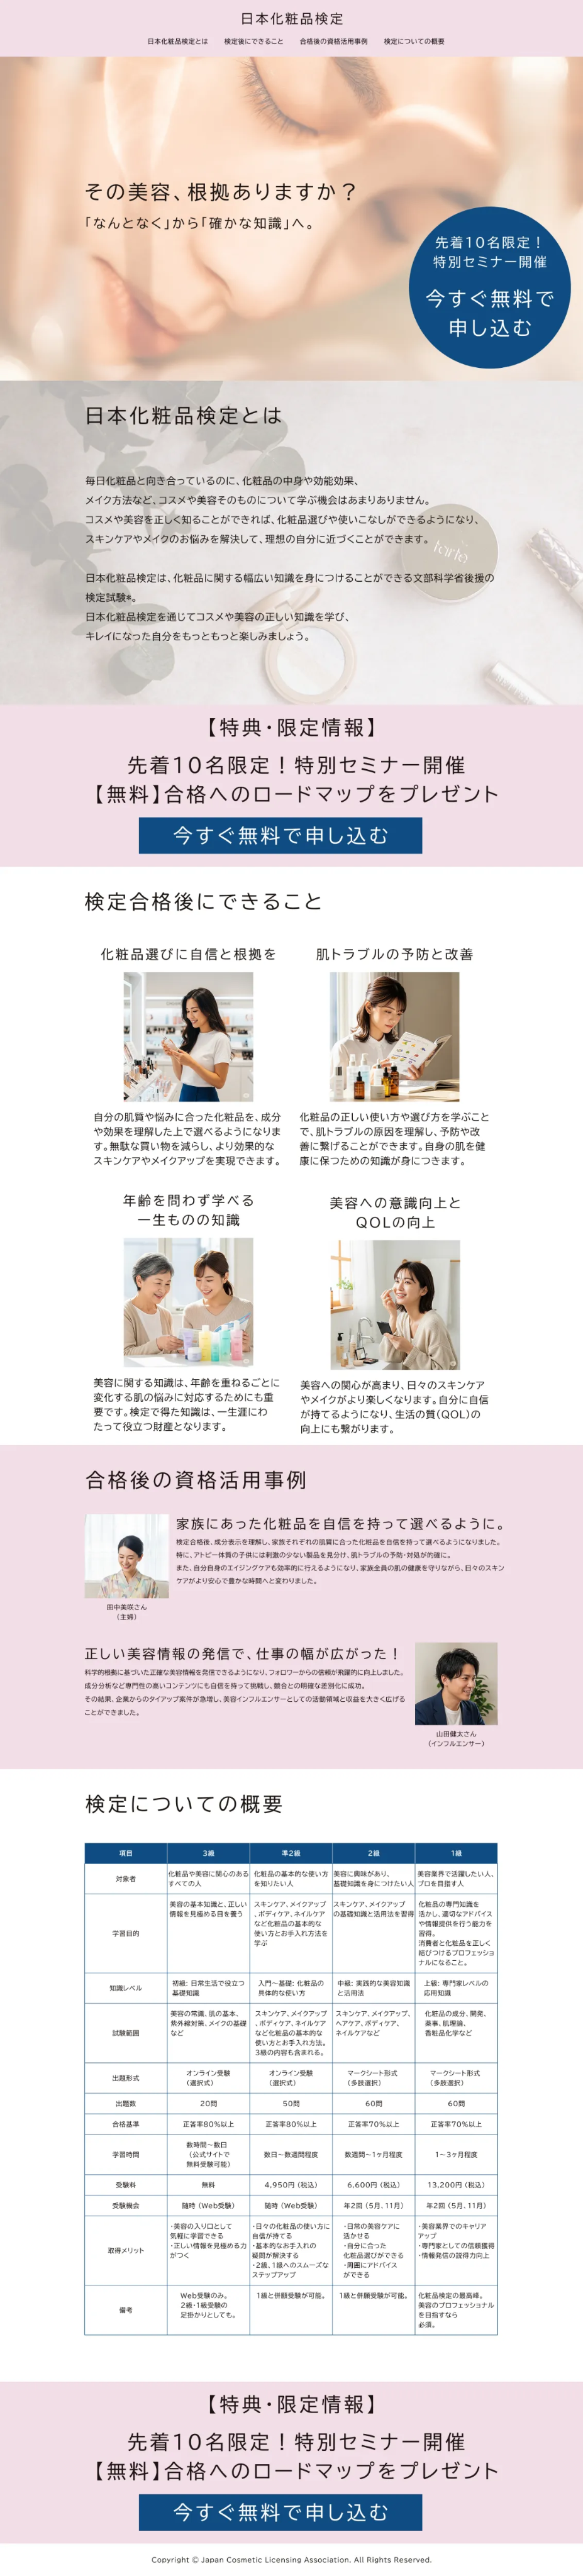 日本化粧品検定
日本化粧品検定とは 検定後にできること 合格後の資格活用事例 検定についての概要
その美容、根拠ありますか？
「なんとなく」から「確かな知識」へ。
先着10名限定！
特別セミナー開催
今すぐ無料で
申し込む
日本化粧品検定とは
毎日化粧品と向き合っているのに、化粧品の中身や効能効果、
メイク方法など、コスメや美容そのものについて学ぶ機会はあまりありません。
コスメや美容を正しく知ることができれば、化粧品選びや使いこなしができるようになり、
スキンケアやメイクのお悩みを解決して、理想の自分に近づくことができます。
日本化粧品検定は、化粧品に関する幅広い知識を身につけることができる文部科学省後援の
検定試験*。
日本化粧品検定を通じてコスメや美容の正しい知識を学び、
キレイになった自分をもっともっと楽しみましょう。
tarte
【特典・限定情報】
先着10名限定！特別セミナー開催
【無料】合格へのロードマップをプレゼント
今すぐ無料で申し込む
検定合格後にできること
化粧品選びに自信と根拠を
自分の肌質や悩みに合った化粧品を、成分
や効果を理解した上で選べるようになりま
す。無駄な買い物を減らし、より効果的な
スキンケアやメイクアップを実現できます。
肌トラブルの予防と改善
化粧品の正しい使い方や選び方を学ぶこと
で、肌トラブルの原因を理解し、予防や改
善に繋げることができます。自身の肌を健
康に保つための知識が身につきます。
年齢を問わず学べる
一生ものの知識
美容に関する知識は、年齢を重ねるごとに
変化する肌の悩みに対応するためにも重
要です。検定で得た知識は、一生涯にわ
たって役立つ財産となります。
美容への意識向上と
QOLの向上
美容への関心が高まり、日々のスキンケア
やメイクがより楽しくなります。自分に自信
が持てるようになり、生活の質(QOL)の
向上にも繋がります。
合格後の資格活用事例
家族にあった化粧品を自信を持って選べるように。
検定合格後、成分表示を理解し、家族それぞれの肌質に合った化粧品を自信を持って選べるようになりました。
特に、アトピー体質の子供には刺激の少ない製品を見分け、肌トラブルの予防・対処が的確に。
また、自分自身のエイジングケアも効率的に行えるようになり、家族全員の肌の健康を守りながら、日々のスキン
ケアがより安心で豊かな時間へと変わりました。
田中美咲さん
（主婦）
正しい美容情報の発信で、仕事の幅が広がった！
科学的根拠に基づいた正確な美容情報を発信できるようになり、フォロワーからの信頼が飛躍的に向上しました。
成分分析など専門性の高いコンテンツにも自信を持って挑戦し、競合との明確な差別化に成功。
その結果、企業からのタイアップ案件が急増し、美容インフルエンサーとしての活動領域と収益を大きく広げる
ことができました。
山田健太さん
（インフルエンサー）
検定についての概要
項目 3級 準2級 2級 1級
対象者
化粧品や美容に関心のある
すべての人
化粧品の基本的な使い方
を知りたい人
美容に興味があり、
基礎知識を身につけたい人
美容業界で活躍したい人、
プロを目指す人
学習目的
美容の基本知識と、正しい
情報を見極める目を養う
スキンケア、メイクアップ
、ボディケア、ネイルケア
など化粧品の基本的な
使い方とお手入れ方法を
学ぶ
スキンケア、メイクアップ
の基礎知識と活用法を習得
化粧品の専門知識を
活かし、適切なアドバイス
や情報提供を行う能力を
習得。
消費者と化粧品を正しく
結びつけるプロフェッショ
ナルになること。
知識レベル
初級: 日常生活で役立つ
基礎知識
入門～基礎: 化粧品の
具体的な使い方
中級: 実践的な美容知識
と活用法
上級: 専門家レベルの
応用知識
試験範囲
美容の常識、肌の基本、
紫外線対策、メイクの基礎
など
スキンケア、メイクアップ
、ボディケア、ネイルケア
など化粧品の基本的な
使い方とお手入れ方法。
3級の内容も含まれる。
スキンケア、メイクアップ、
ヘアケア、ボディケア、
ネイルケアなど
化粧品の成分、開発、
薬事、肌理論、
香粧品化学など
出題形式
オンライン受験
（選択式）
オンライン受験
（選択式）
マークシート形式
（多肢選択）
マークシート形式
（多肢選択）
出題数 20問 50問 60問 60問
合格基準 正答率80%以上 正答率80%以上 正答率70%以上 正答率70%以上
学習時間
数時間～数日
（公式サイトで
無料受験可能）
数日～数週間程度
数週間～1ヶ月程度
1～3ヶ月程度
受験料 無料 4,950円（税込） 6,600円（税込） 13,200円（税込）
受験機会 随時（Web受験） 随時（Web受験） 年2回（5月、11月） 年2回（5月、11月）
取得メリット
・美容の入り口として
気軽に学習できる
・正しい情報を見極める力
がつく
・日々の化粧品の使い方に
自信が持てる
・基本的なお手入れの
疑問が解決する
・2級、1級へのスムーズな
ステップアップ
・日常の美容ケアに
活かせる
・自分に合った
化粧品選びができる
・周囲にアドバイス
ができる
・美容業界でのキャリア
アップ
・専門家としての信頼獲得
・情報発信の説得力向上
備考
Web受験のみ。
2級・1級受験の
足掛かりとしても。
1級と併願受験が可能。
1級と併願受験が可能。
化粧品検定の最高峰。
美容のプロフェッショナル
を目指すなら
必須。
【特典・限定情報】
先着10名限定！特別セミナー開催
【無料】合格へのロードマップをプレゼント
今すぐ無料で申し込む
Copyright © Japan Cosmetic Licensing Association. All Rights Reserved.